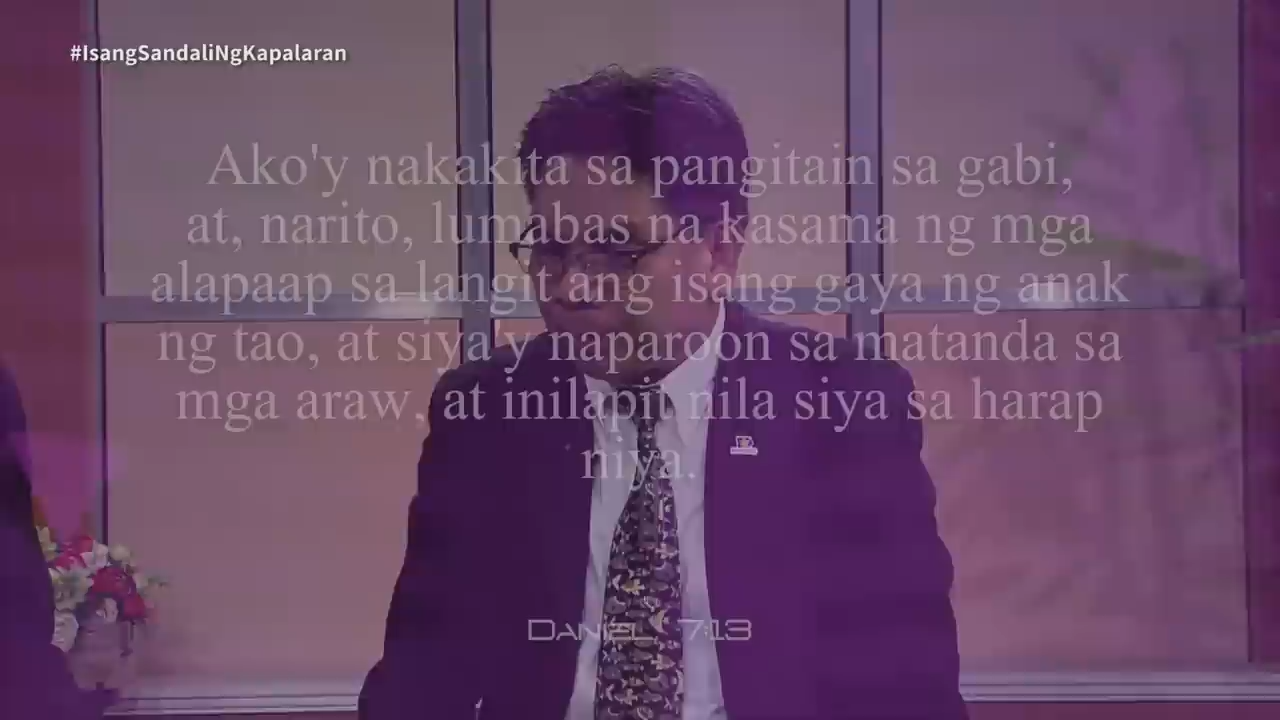 #IsangSandaliNgKapalaran
Ako'y nakakita sa pangitain sa gabi,
at, narito, lumabas na kasama ng mga
alapaap sa langit ang isang gaya ng anak
ng tao, at siya'y naparoon sa matanda sa
mga araw, at inilapit nila siya sa harap
niya.
Daniel 7:13